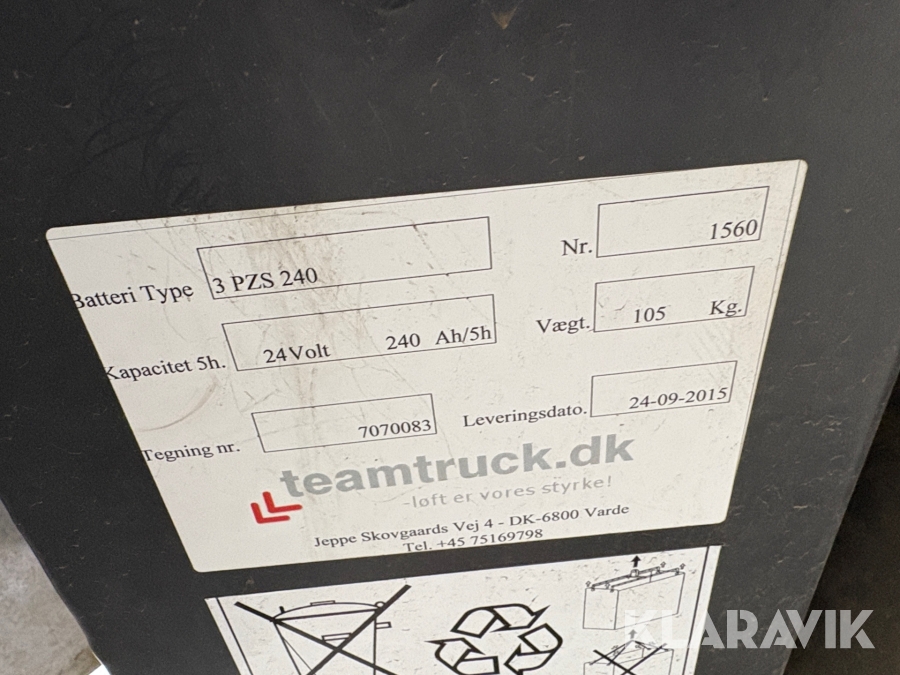 Batteri Type 3 PZS 240 Nr. 1560
Kapacitet 5h. 24Volt 240 Ah/5h Vægt. 105 Kg.
Tegning nr. 7070083 Leveringsdato. 24-09-2015
teamtruck.dk
-løft er vores styrke!
Jeppe Skovgaards Vej 4 - DK-6800 Varde
Tel. +45 75169798
KLARAVIK